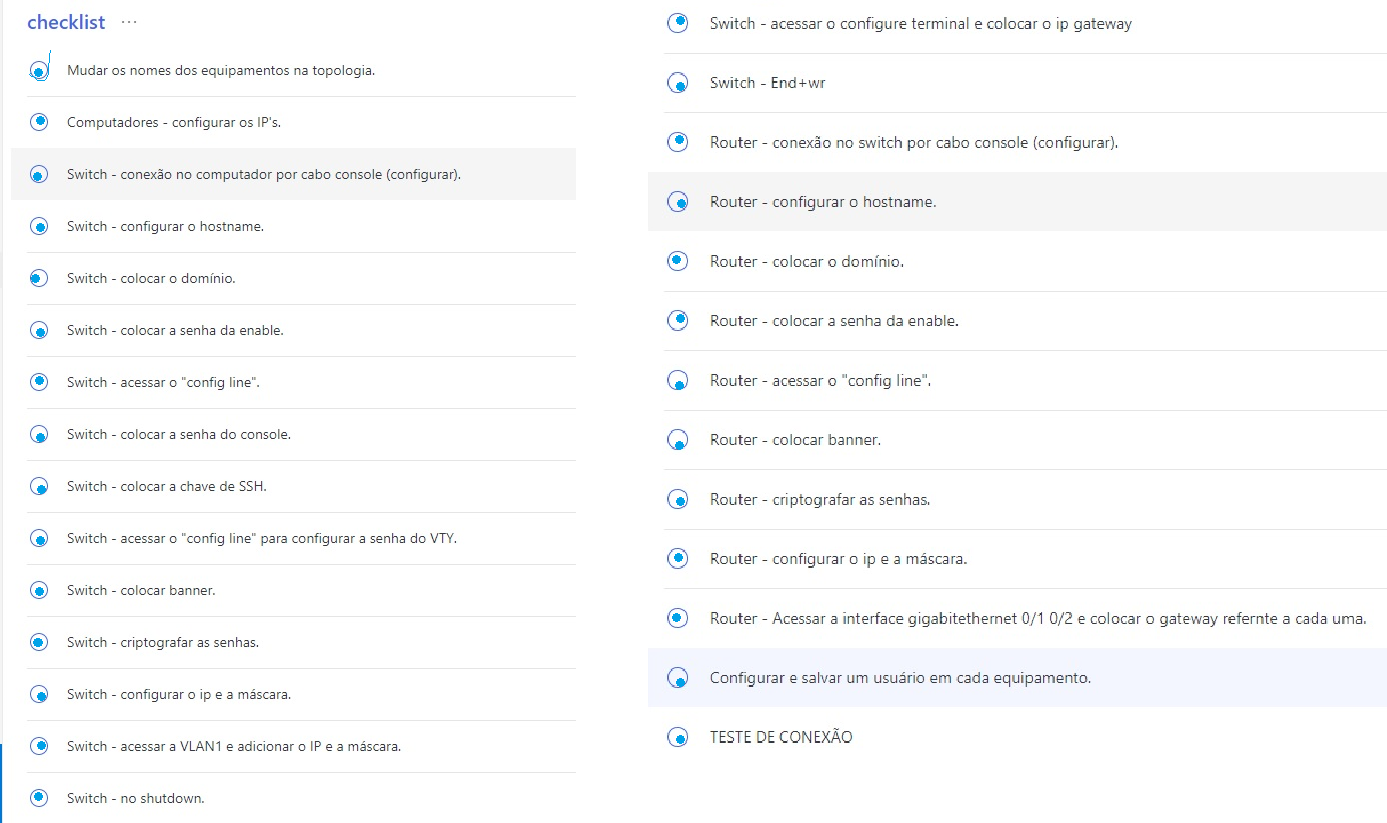 checklist ...
Mudar os nomes dos equipamentos na topologia.
Computadores - configurar os IP's.
Switch - conexão no computador por cabo console (configurar).
Switch - configurar o hostname.
Switch - colocar o domínio.
Switch - colocar a senha da enable.
Switch - acessar o "config line".
Switch - colocar a senha do console.
Switch - colocar a chave de SSH.
Switch - acessar o "config line" para configurar a senha do VTY.
Switch - colocar banner.
Switch - criptografar as senhas.
Switch - configurar o ip e a máscara.
Switch - acessar a VLAN1 e adicionar o IP e a máscara.
Switch - no shutdown.
Switch - acessar o configure terminal e colocar o ip gateway
Switch - End+wr
Router - conexão no switch por cabo console (configurar).
Router - configurar o hostname.
Router - colocar o domínio.
Router - colocar a senha da enable.
Router - acessar o "config line".
Router - colocar banner.
Router - criptografar as senhas.
Router - configurar o ip e a máscara.
Router - Acessar a interface gigabitethernet 0/1 0/2 e colocar o gateway refernte a cada uma.
Configurar e salvar um usuário em cada equipamento.
TESTE DE CONEXÃO